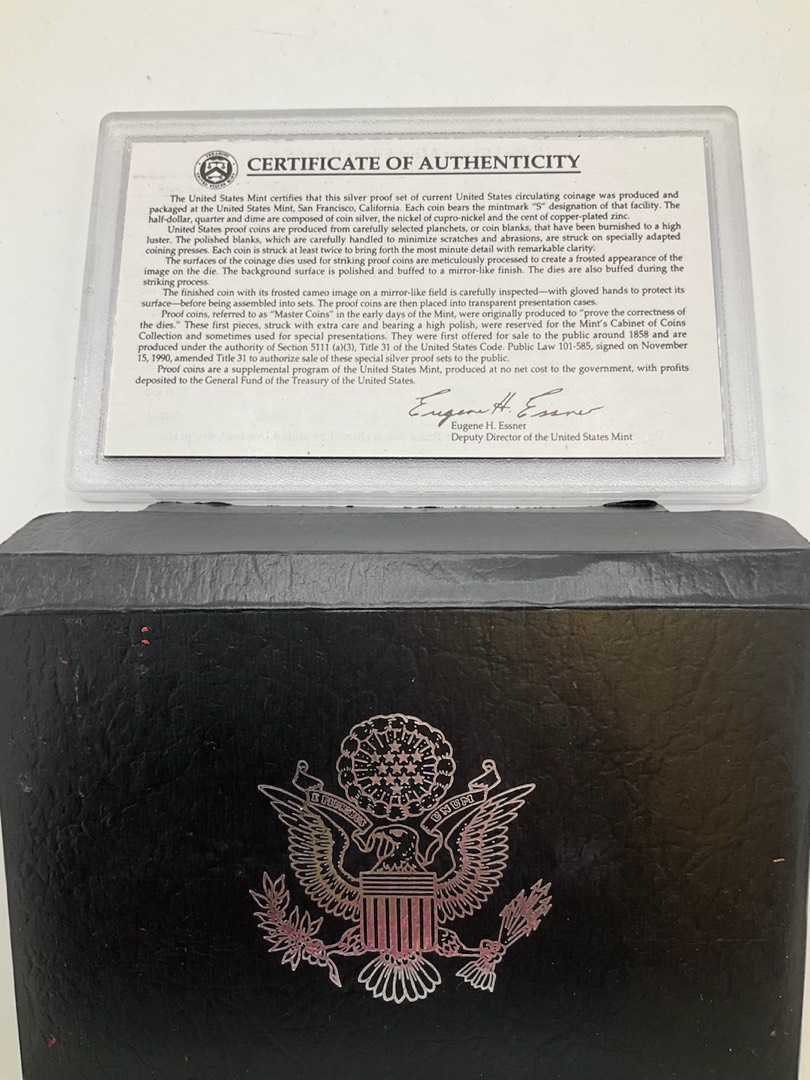 CERTIFICATE OF AUTHENTICITY
The United States Mint certifies that this silver proof set of current United States circulating coinage was produced and
packaged at the United States Mint, San Francisco, California. Each coin bears the mintmark "S" designation of that facility. The
half-dollar, quarter and dime are composed of coin silver, the nickel of cupro-nickel and the cent of copper-plated zinc.
United States proof coins are produced from carefully selected planchets, or coin blanks, that have been burnished to a high
luster. The polished blanks, which are carefully handled to minimize scratches and abrasions, are struck on specially adapted
coining presses. Each coin is struck at least twice to bring forth the most minute detail with remarkable clarity.
The surfaces of the coinage dies used for striking proof coins are meticulously processed to create a frosted appearance of the
image on the die. The background surface is polished and buffed to a mirror-like finish. The dies are also buffed during the
striking process.
The finished coin with its frosted cameo image on a mirror-like field is carefully inspected—with gloved hands to protect its
surface—before being assembled into sets. The proof coins are then placed into transparent presentation cases.
Proof coins, referred to as "Master Coins" in the early days of the Mint, were originally produced to "prove the correctness of
the dies." These first pieces, struck with extra care and bearing a high polish, were reserved for the Mint's Cabinet of Coins
Collection and sometimes used for special presentations. They were first offered for sale to the public around 1858 and are
produced under the authority of Section 5111 (a)(3), Title 31 of the United States Code. Public Law 101-585, signed on November
15, 1990, amended Title 31 to authorize sale of these special silver proof sets to the public.
Proof coins are a supplemental program of the United States Mint, produced at no net cost to the government, with profits
deposited to the General Fund of the Treasury of the United States.
Eugene H. Essner
Eugene H. Essner
Deputy Director of the United States Mint
E PLURIBUS UNUM